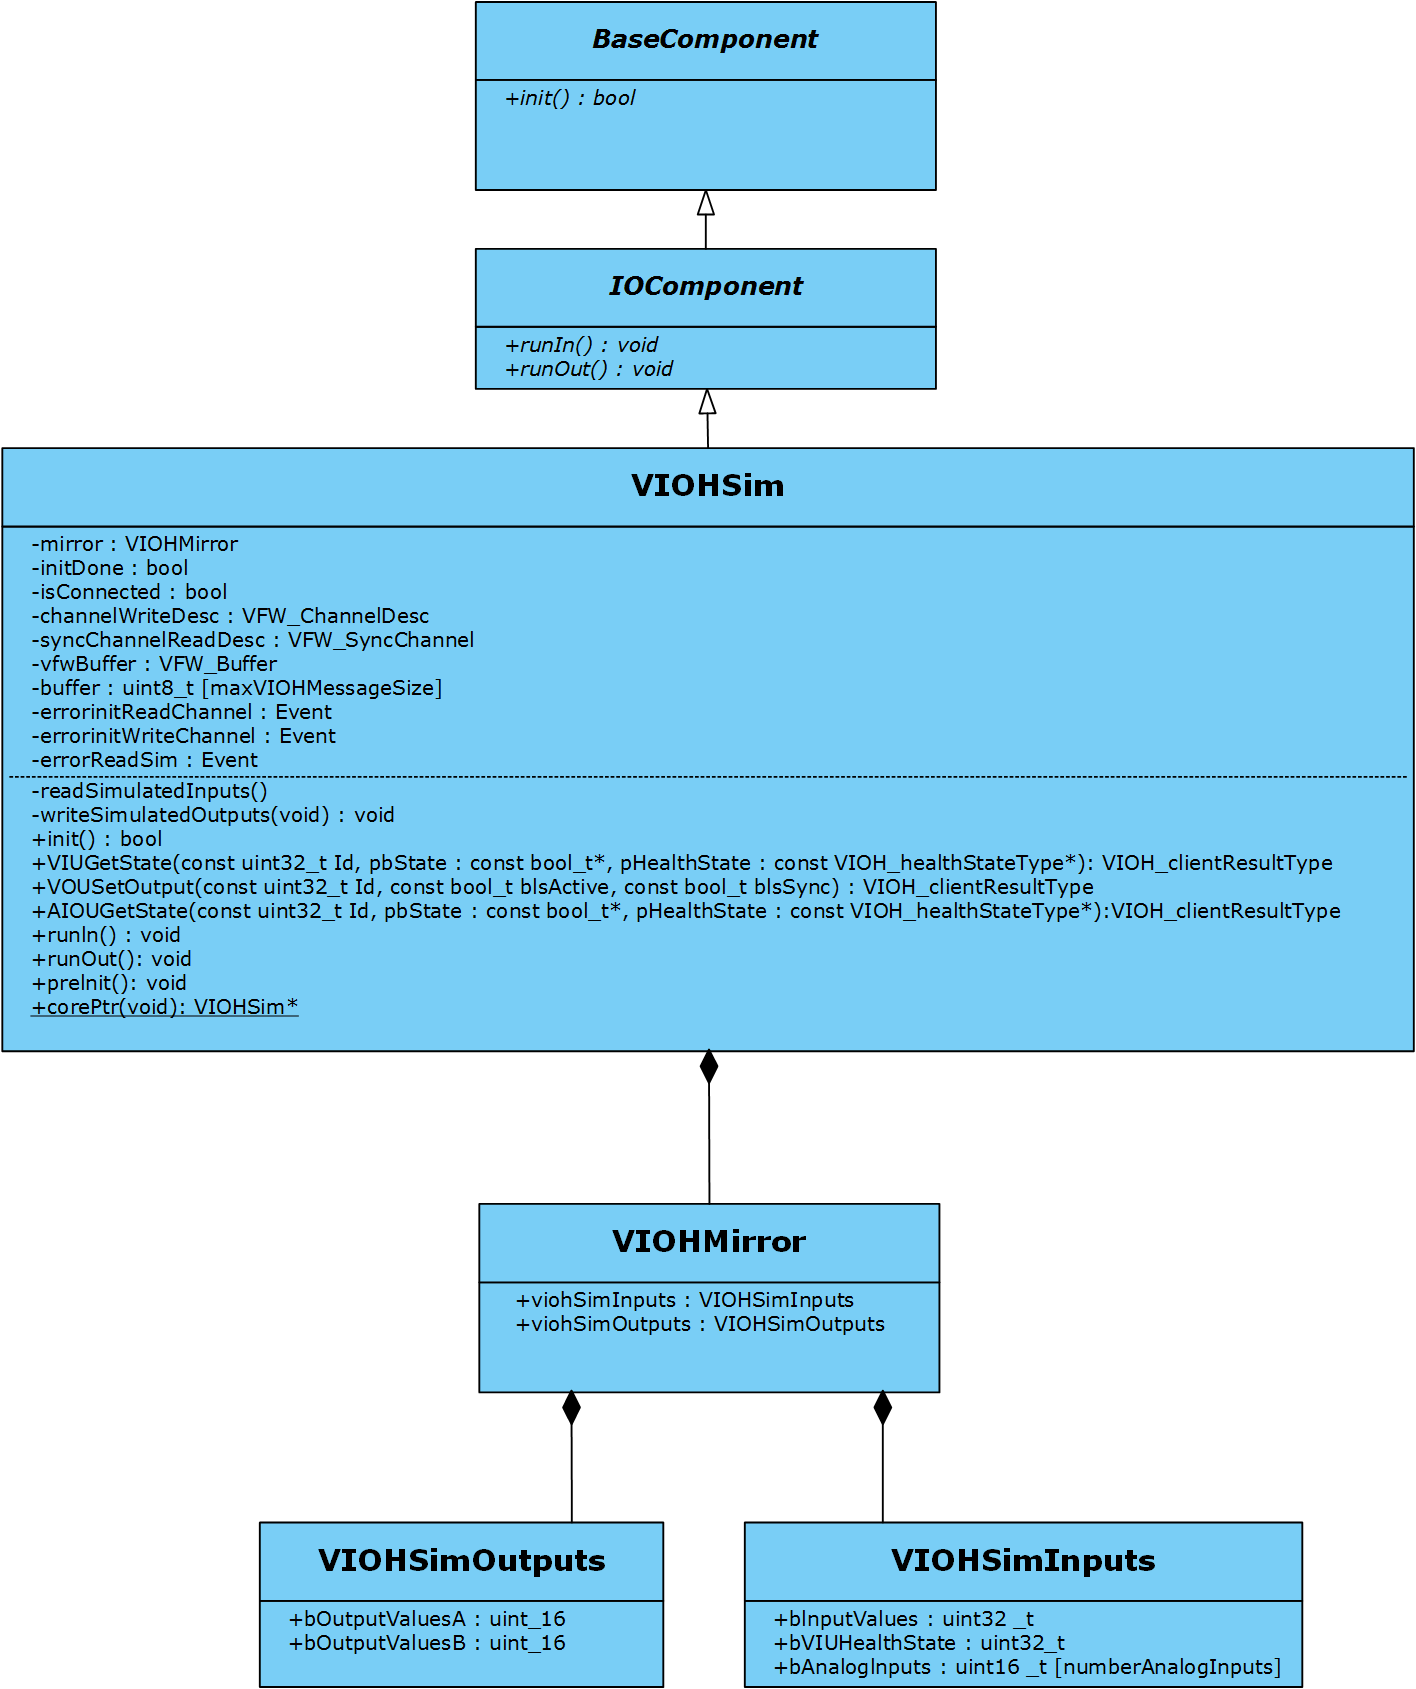 BaseComponent
+init() : bool
IOComponent
+runIn() : void
+runOut() : void
VIOHSim
-mirror : VIOHMirror
-initDone : bool
-isConnected : bool
-channelWriteDesc : VFW_ChannelDesc
-syncChannelReadDesc : VFW_SyncChannel
-vfwBuffer : VFW_Buffer
-buffer : uint8_t [maxVIOHMessageSize]
-errorinitReadChannel : Event
-errorinitWriteChannel : Event
-errorReadSim : Event
-readSimulatedInputs()
-writeSimulatedOutputs(void) : void
+init() : bool
+VIUGetState(const uint32_t Id, pbState : const bool_t*, pHealthState : const VIOH_healthStateType*): VIOH_clientResultType
+VOUSetOutput(const uint32_t Id, const bool_t bIsActive, const bool_t bIsSync) : VIOH_clientResultType
+AIOUGetState(const uint32_t Id, pbState : const bool_t*, pHealthState : const VIOH_healthStateType*):VIOH_clientResultType
+runIn() : void
+runOut(): void
+preInit(): void
+corePtr(void): VIOHSim*
VIOHMirror
+viohSimInputs : VIOHSimInputs
+viohSimOutputs : VIOHSimOutputs
VIOHSimOutputs
+bOutputValuesA : uint_16
+bOutputValuesB : uint_16
VIOHSimInputs
+bInputValues : uint32 _t
+bVIUHealthState : uint32_t
+bAnalogInputs : uint16 _t [numberAnalogInputs]